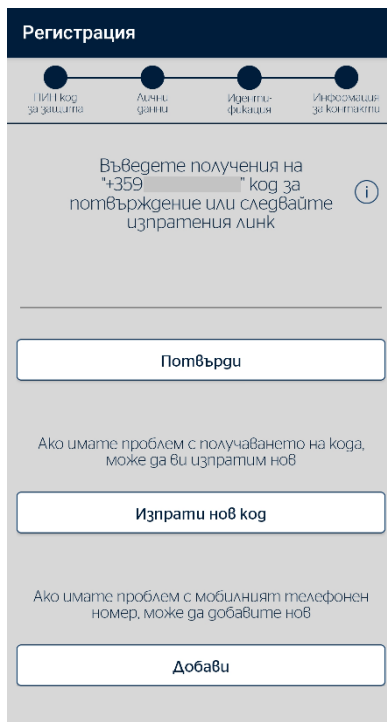 Регистрация
ПИН код
за защита
Лични
данни
Иденти-
фикация
Информация
за контакти
Въведете получения на
"+359 " код за
потвърждение или следвайте
изпратения линк
Потвърди
Ако имате проблем с получаването на кода,
може да ви изпратим нов
Изпрати нов код
Ако имате проблем с мобилният телефонен
номер, може да добавите нов
Добави